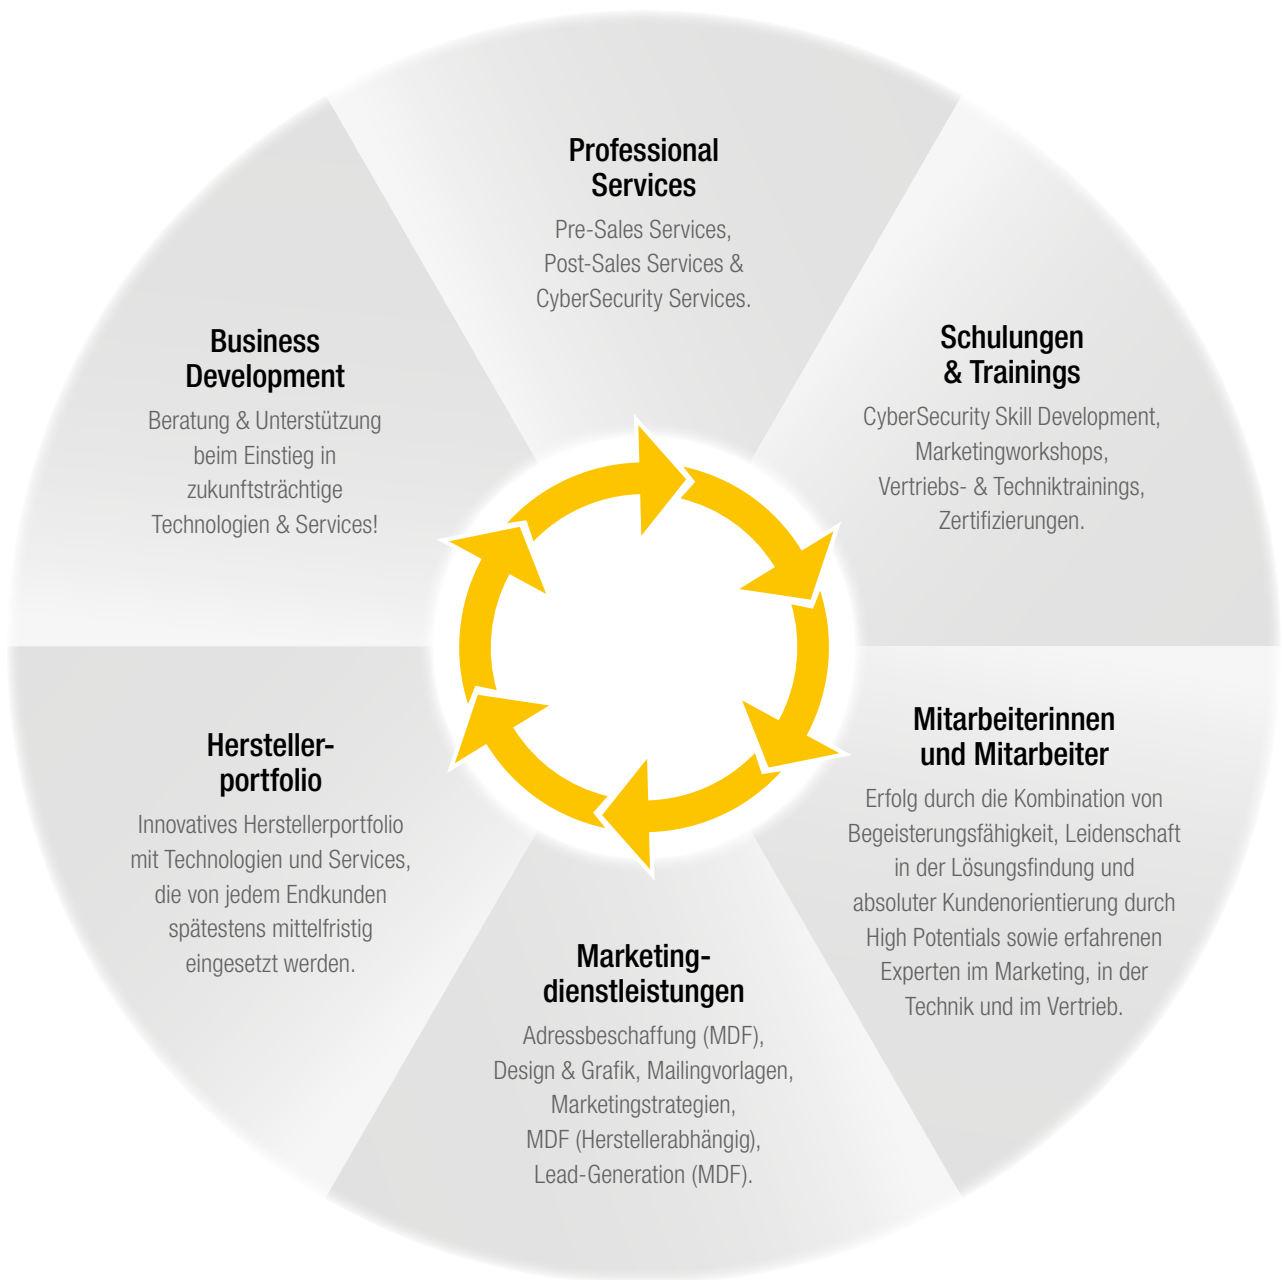 Professional
Services
Pre-Sales Services,
Post-Sales Services &
CyberSecurity Services.
Schulungen
& Trainings
CyberSecurity Skill Development,
Marketingworkshops,
Vertriebs- & Techniktrainings,
Zertifizierungen.
Mitarbeiterinnen
und Mitarbeiter
Erfolg durch die Kombination von
Begeisterungsfähigkeit, Leidenschaft
in der Lösungsfindung und
absoluter Kundenorientierung durch
High Potentials sowie erfahrenen
Experten im Marketing, in der
Technik und im Vertrieb.
Marketing-
dienstleistungen
Adressbeschaffung (MDF),
Design & Grafik, Mailingvorlagen,
Marketingstrategien,
MDF (Herstellerabhängig),
Lead-Generation (MDF).
Hersteller-
portfolio
Innovatives Herstellerportfolio
mit Technologien und Services,
die von jedem Endkunden
spätestens mittelfristig
eingesetzt werden.
Business
Development
Beratung & Unterstützung
beim Einstieg in
zukunftsträchtige
Technologien & Services!